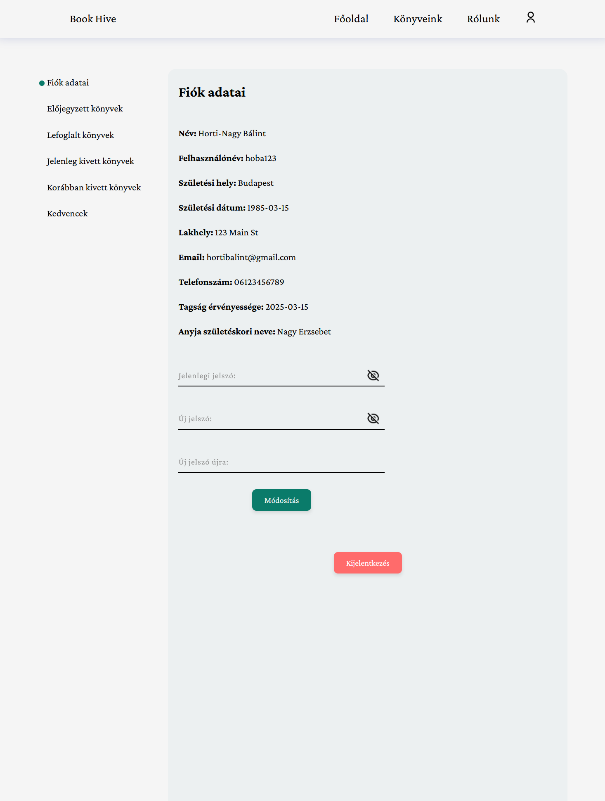 Book Hive
Főoldal
Könyveink
Rólunk
Fiók adatai
Előjegyzett könyvek
Lefoglalt könyvek
Jelenleg kivett könyvek
Korábban kivett könyvek
Kedvencek
Fiók adatai
Név: Horti-Nagy Bálint
Felhasználónév: hoba123
Születési hely: Budapest
Születési dátum: 1985-03-15
Lakhely: 123 Main St
Email: hortibalint@gmail.com
Telefonszám: 06123456789
Tagság érvényessége: 2025-03-15
Anyja születéskori neve: Nagy Erzsebet
Jelenlegi jelszó:
Új jelszó:
Új jelszó újra:
Módosítás
Kijelentkezés